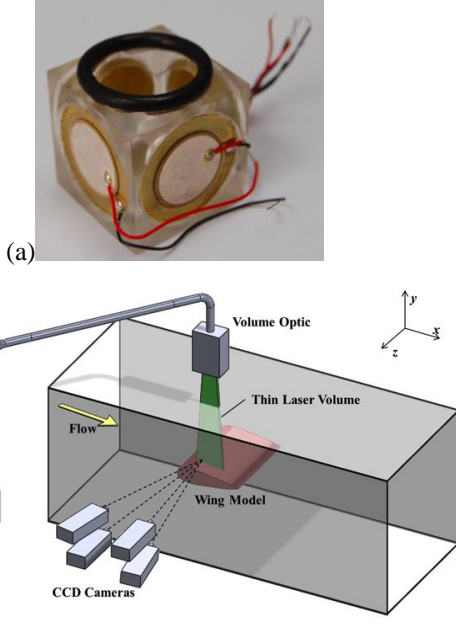 (a)
Volume Optic
y
x
z
Thin Laser Volume
Flow
Wing Model
CCD Cameras